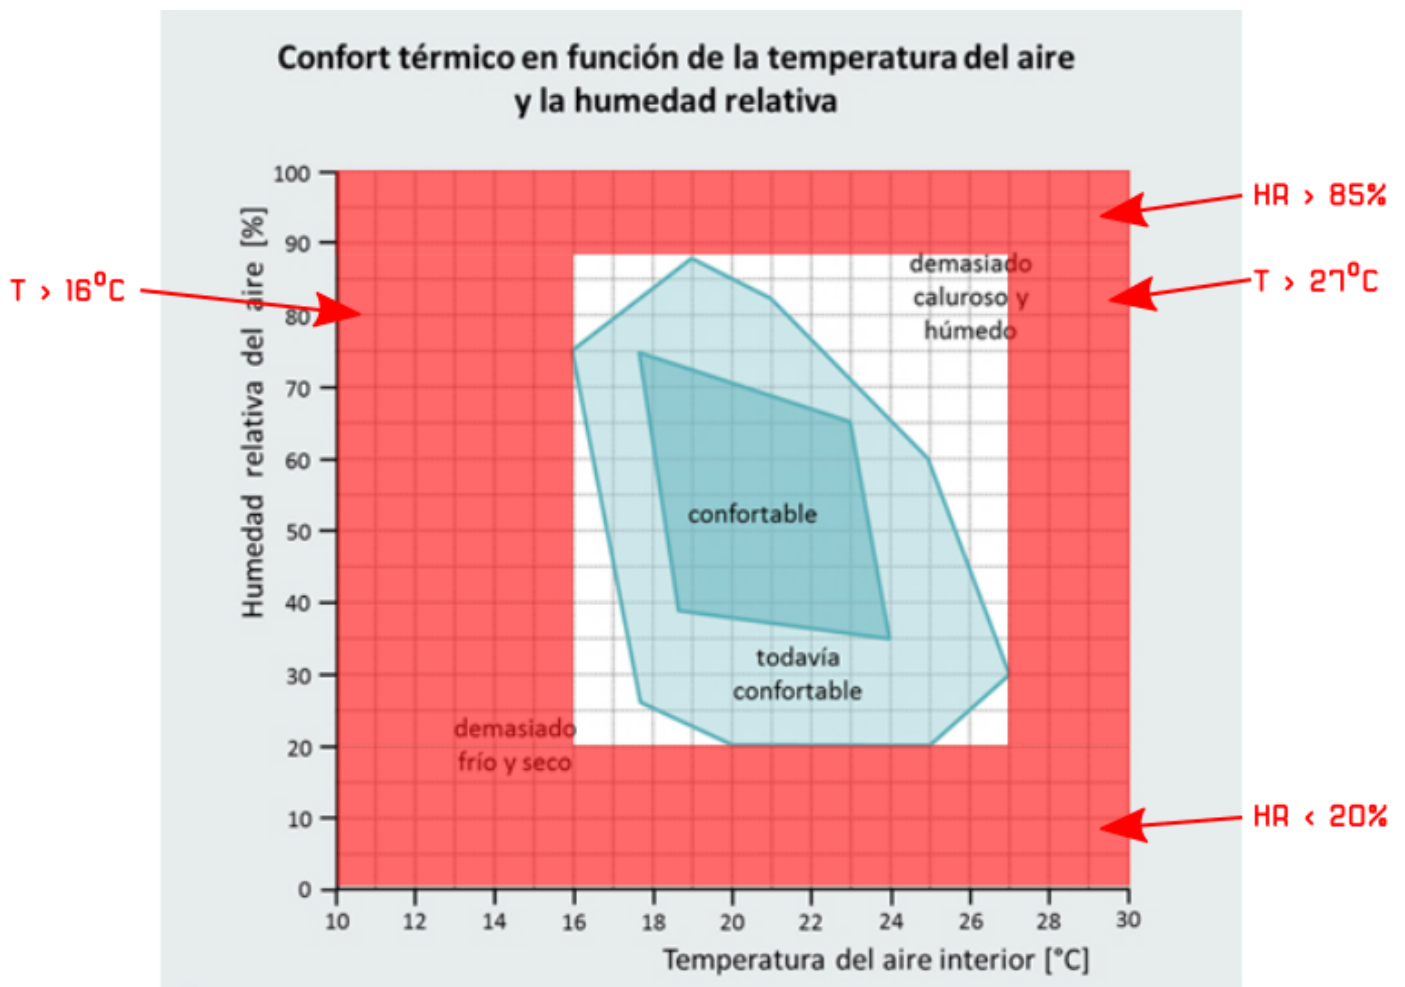 Confort térmico en función de la temperatura del aire
y la humedad relativa
Humedad relativa del aire [%]
100
90
80
70
60
50
40
30
20
10
0
T > 16°C
HR > 85%
T > 27°C
HR < 20%
demasiado
caluroso y
húmedo
confortable
todavía
confortable
demasiado
frío y seco
10 12 14 16 18 20 22 24 26 28 30
Temperatura del aire interior [°C]